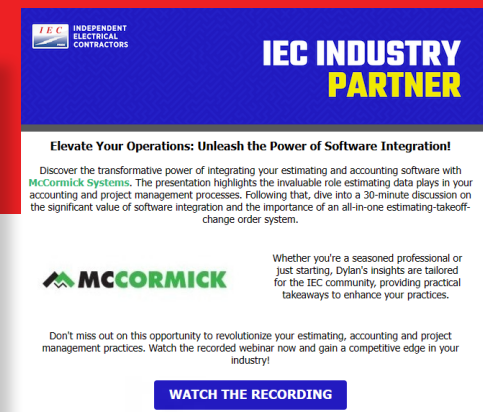 IEC
INDEPENDENT
ELECTRICAL
CONTRACTORS
IEC INDUSTRY
PARTNER
Elevate Your Operations: Unleash the Power of Software Integration!
Discover the transformative power of integrating your estimating and accounting software with
McCormick Systems. The presentation highlights the invaluable role estimating data plays in your
accounting and project management processes. Following that, dive into a 30-minute discussion on
the significant value of software integration and the importance of an all-in-one estimating-takeoff-
change order system.
MCCORMICK
Whether you're a seasoned professional or
just starting, Dylan's insights are tailored
for the IEC community, providing practical
takeaways to enhance your practices.
Don't miss out on this opportunity to revolutionize your estimating, accounting and project
management practices. Watch the recorded webinar now and gain a competitive edge in your
industry!
WATCH THE RECORDING